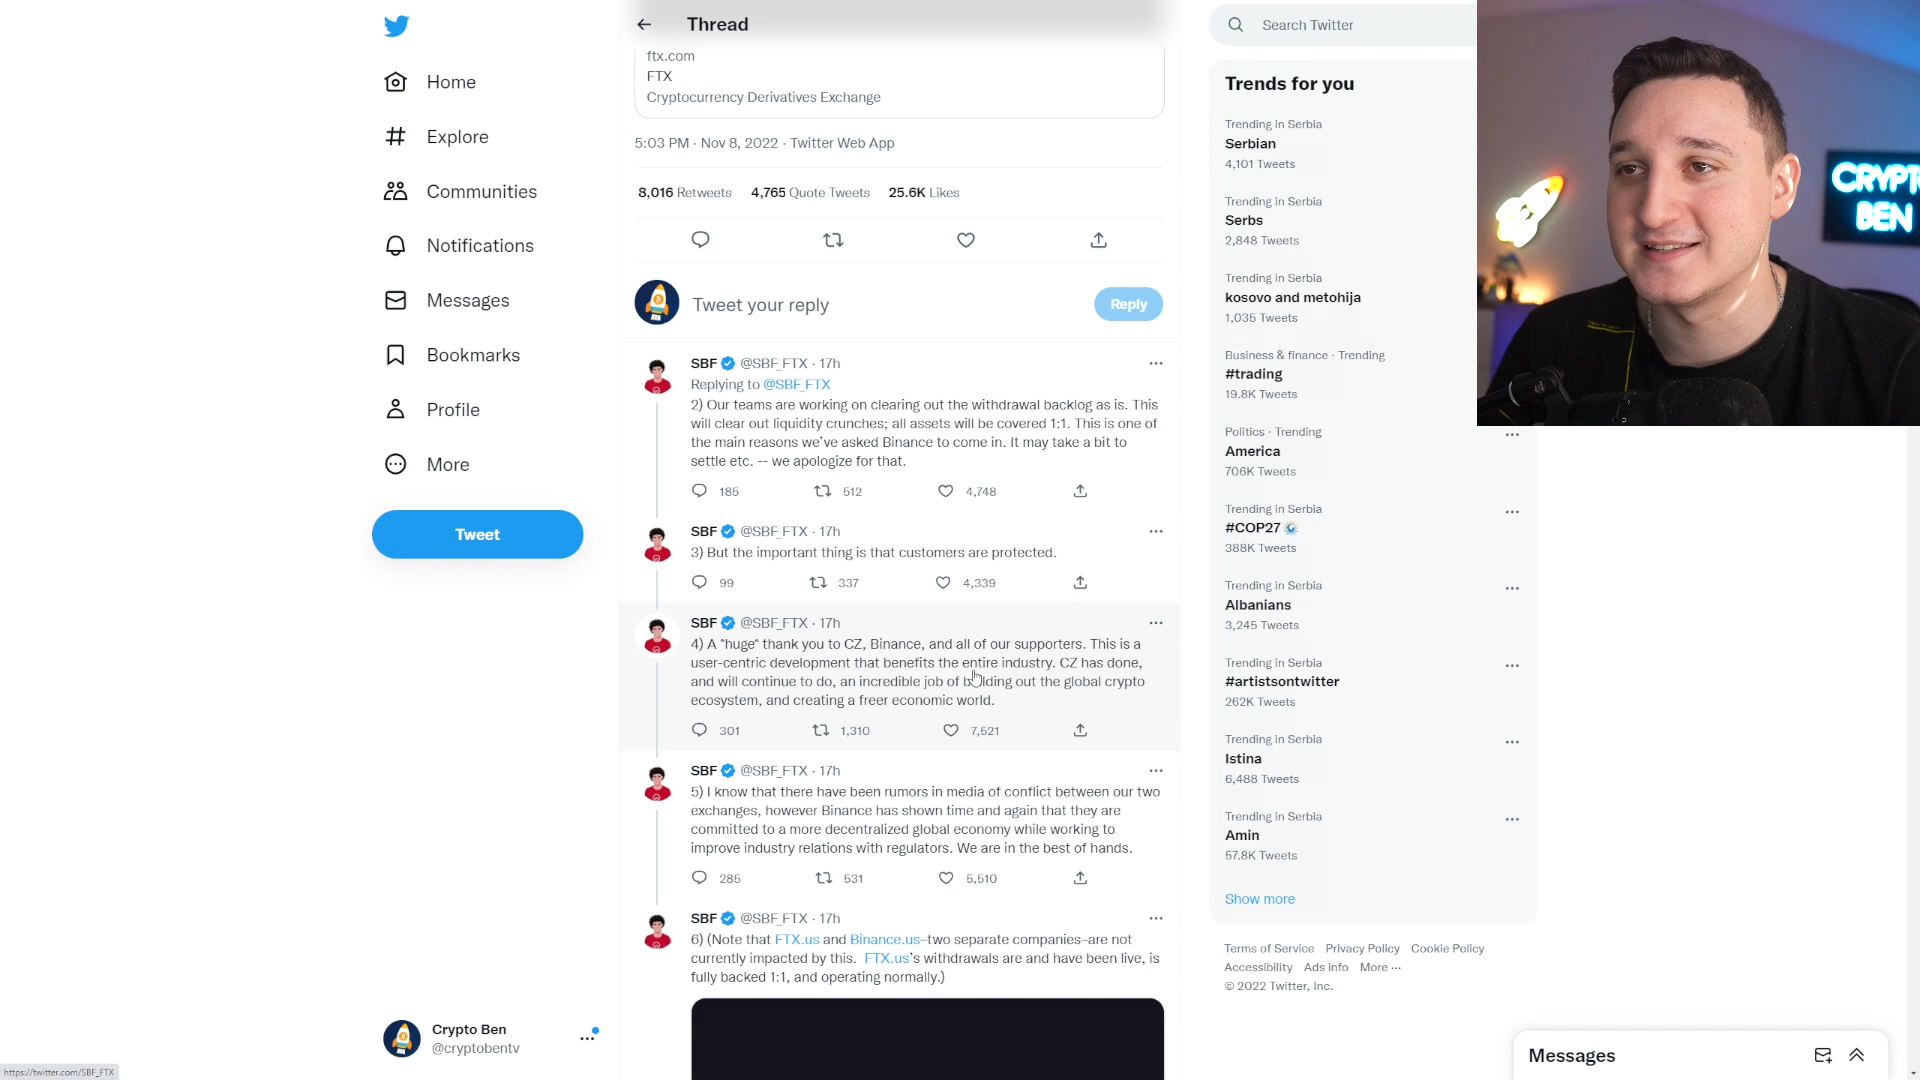 Home
Explore
Communities
Notifications
Messages
Bookmarks
Profile
More
Tweet
Crypto Ben
@cryptobentv
https://twitter.com/SBF_FTX
Thread
ftx.com
FTX
Cryptocurrency Derivatives Exchange
5:03 PM · Nov 8, 2022 · Twitter Web App
8,016 Retweets 4,765 Quote Tweets 25.6K Likes
Tweet your reply
Reply
SBF @SBF_FTX · 17h
Replying to @SBF_FTX
2) Our teams are working on clearing out the withdrawal backlog as is. This
will clear out liquidity crunches; all assets will be covered 1:1. This is one of
the main reasons we've asked Binance to come in. It may take a bit to
settle etc. -- we apologize for that.
185 512 4,748
SBF @SBF_FTX · 17h
3) But the important thing is that customers are protected.
99 337 4,339
SBF @SBF_FTX · 17h
4) A *huge* thank you to CZ, Binance, and all of our supporters. This is a
user-centric development that benefits the entire industry. CZ has done,
and will continue to do, an incredible job of building out the global crypto
ecosystem, and creating a freer economic world.
301 1,310 7,521
SBF @SBF_FTX · 17h
5) I know that there have been rumors in media of conflict between our two
exchanges, however Binance has shown time and again that they are
committed to a more decentralized global economy while working to
improve industry relations with regulators. We are in the best of hands.
285 531 5,510
SBF @SBF_FTX · 17h
6) (Note that FTX.us and Binance.us–two separate companies–are not
currently impacted by this. FTX.us's withdrawals are and have been live, is
fully backed 1:1, and operating normally.)
Search Twitter
Trends for you
Trending in Serbia
Serbian
4,101 Tweets
Trending in Serbia
Serbs
2,848 Tweets
Trending in Serbia
kosovo and metohija
1,035 Tweets
Business & finance · Trending
#trading
19.8K Tweets
Politics · Trending
America
706K Tweets
Trending in Serbia
#COP27
388K Tweets
Trending in Serbia
Albanians
3,245 Tweets
Trending in Serbia
#artistsontwitter
262K Tweets
Trending in Serbia
Istina
6,488 Tweets
Trending in Serbia
Amin
57.8K Tweets
Show more
Terms of Service Privacy Policy Cookie Policy
Accessibility Ads info More ···
© 2022 Twitter, Inc.
Messages
CRYPTO
BEN